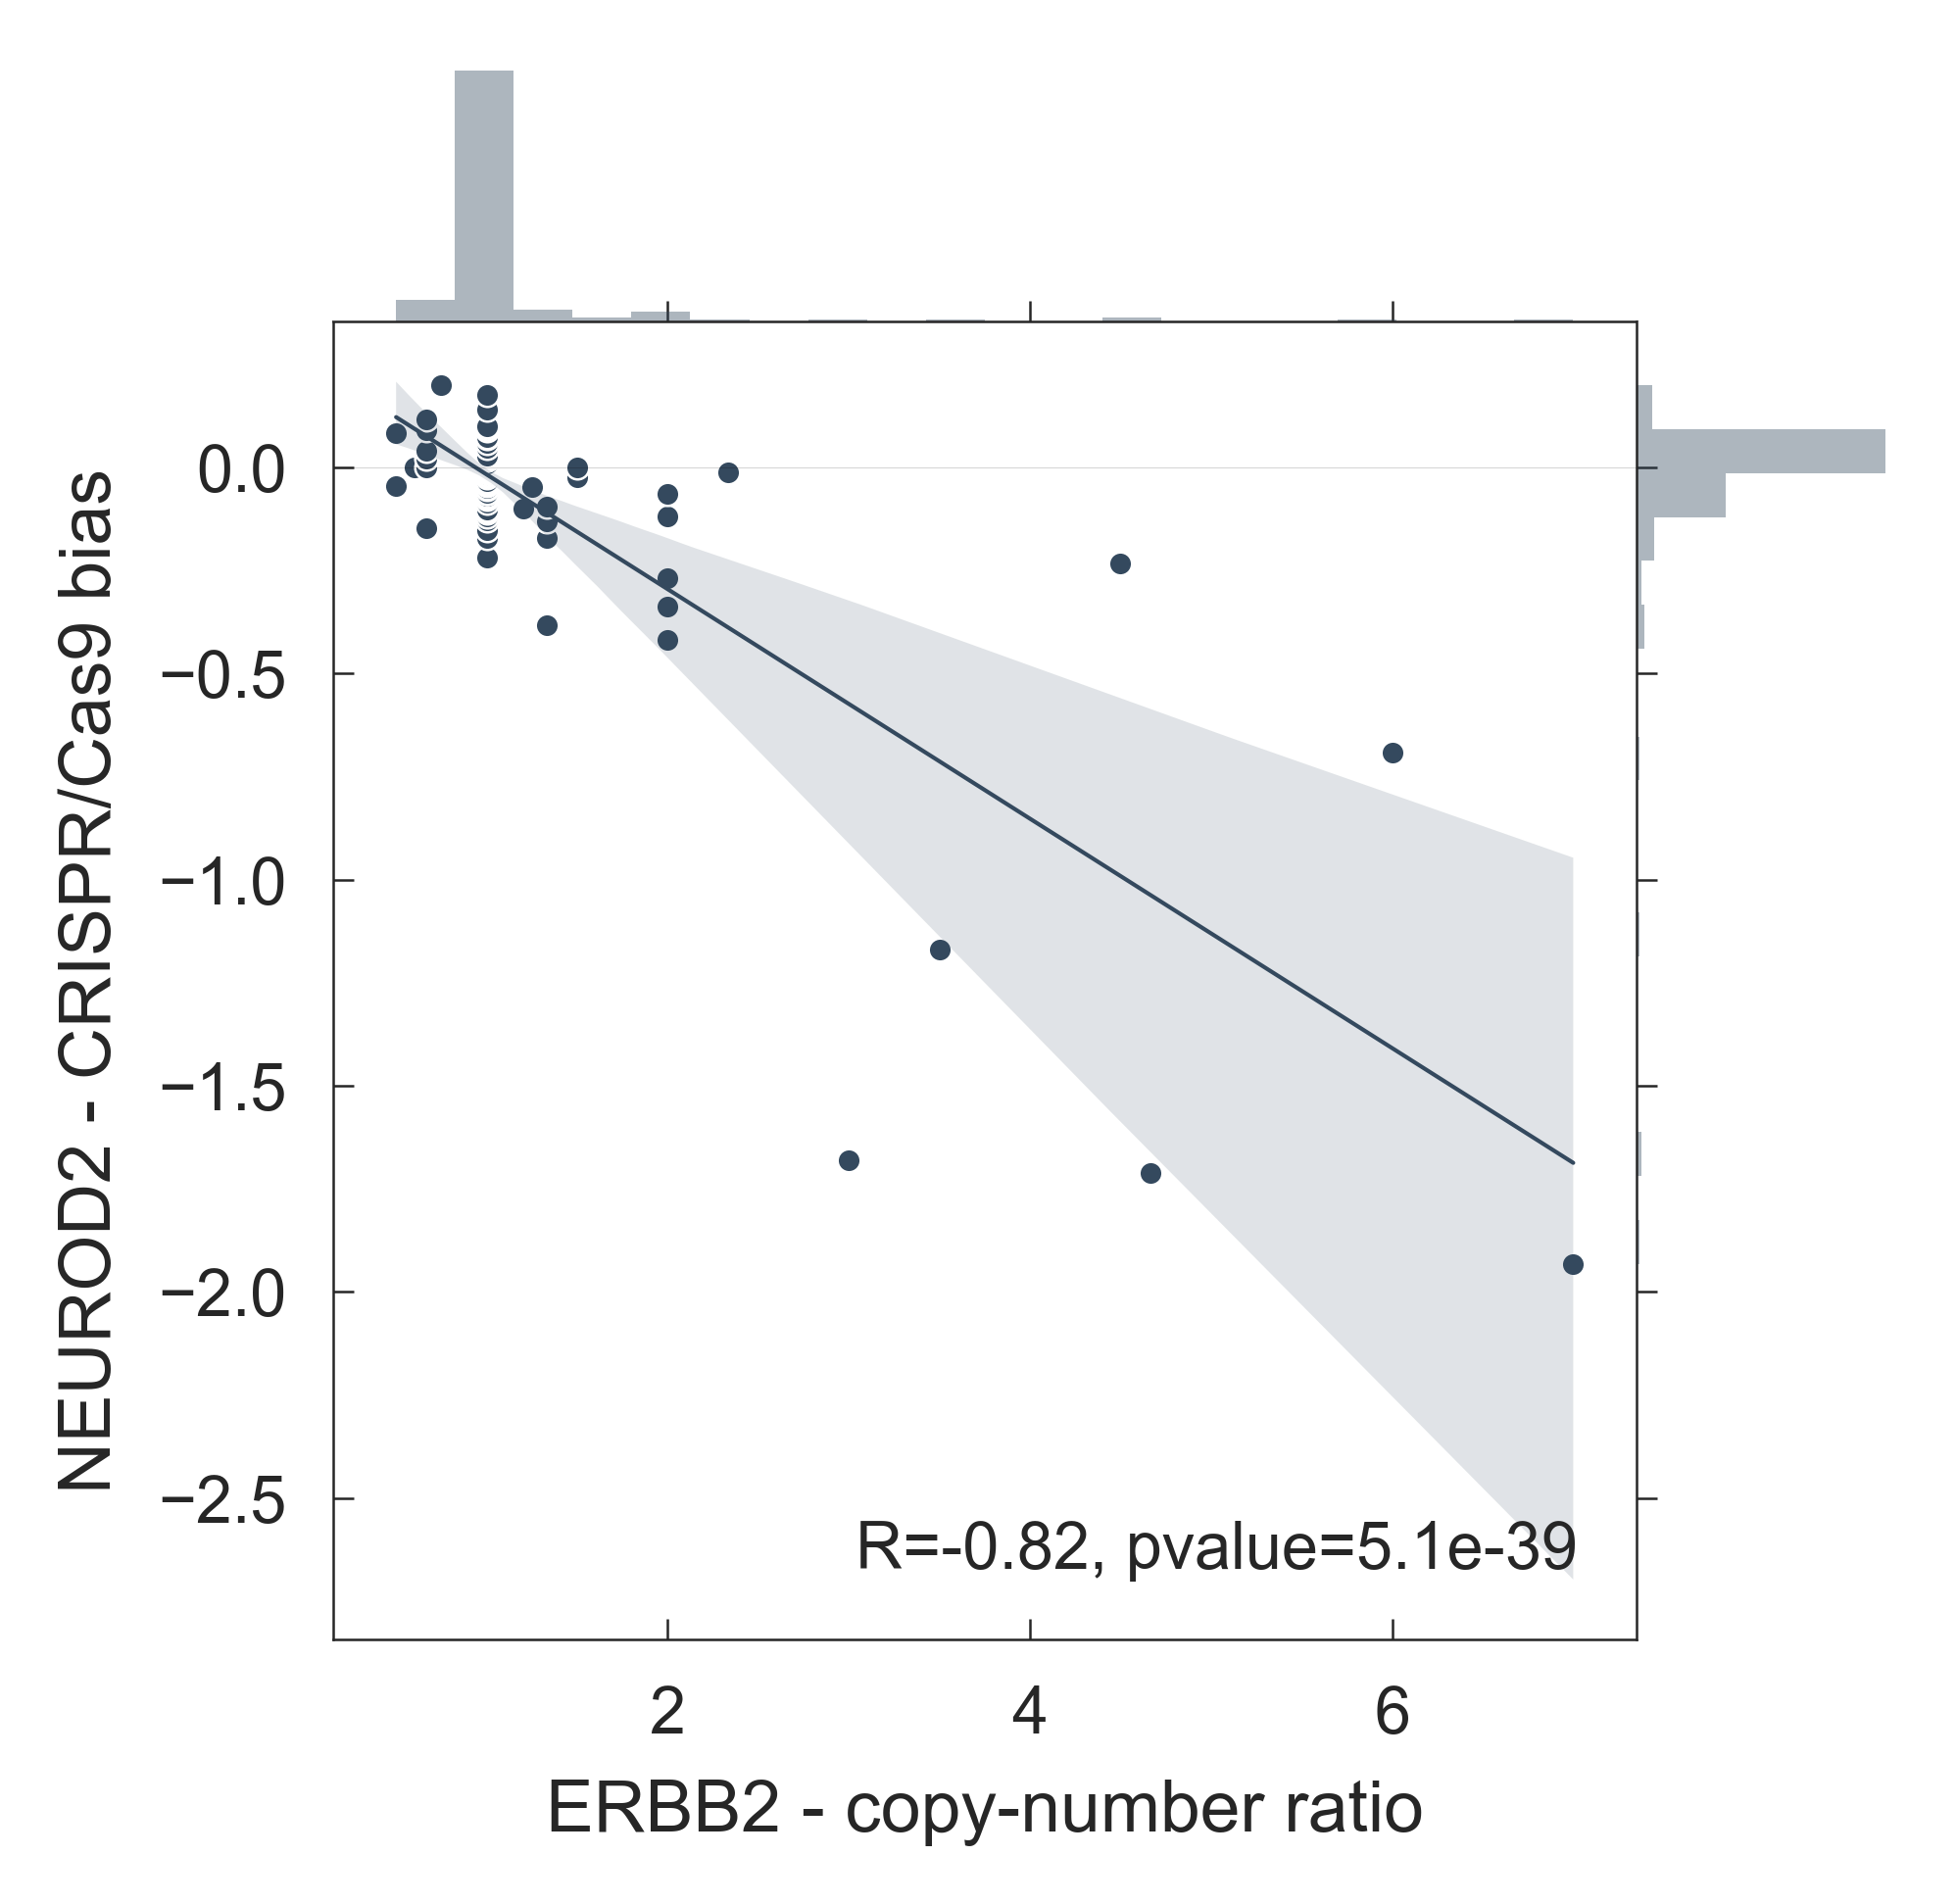 NEUROD2 - CRISPR/Cas9 bias
0.0
−0.5
−1.0
−1.5
−2.0
−2.5
R=-0.82, pvalue=5.1e-39
2 4 6
ERBB2 - copy-number ratio